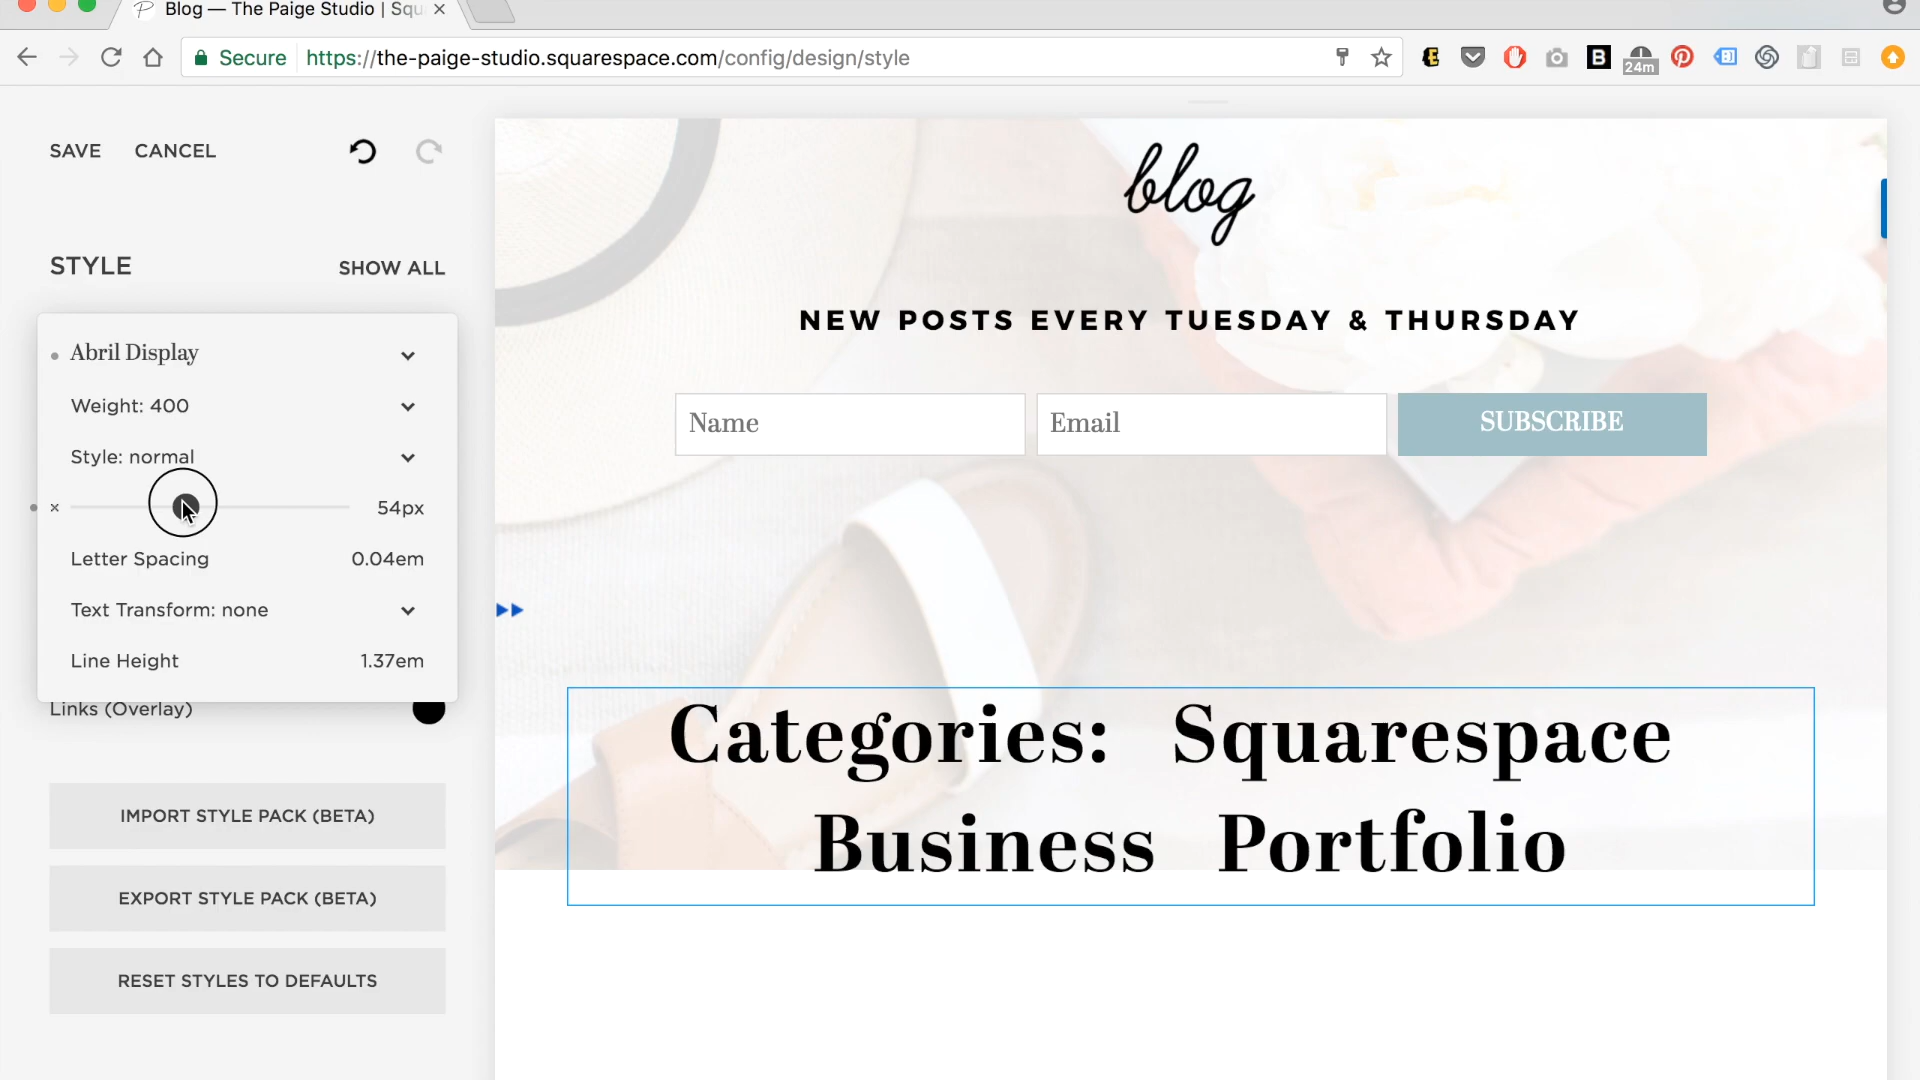 Blog — The Paige Studio | Squ
Secure https://the-paige-studio.squarespace.com/config/design/style
24m
SAVE CANCEL
STYLE SHOW ALL
Abril Display
Weight: 400
Style: normal
54px
Letter Spacing 0.04em
Text Transform: none
Line Height 1.37em
Links (Overlay)
IMPORT STYLE PACK (BETA)
EXPORT STYLE PACK (BETA)
RESET STYLES TO DEFAULTS
blog
NEW POSTS EVERY TUESDAY & THURSDAY
Name Email SUBSCRIBE
Categories: Squarespace
Business Portfolio